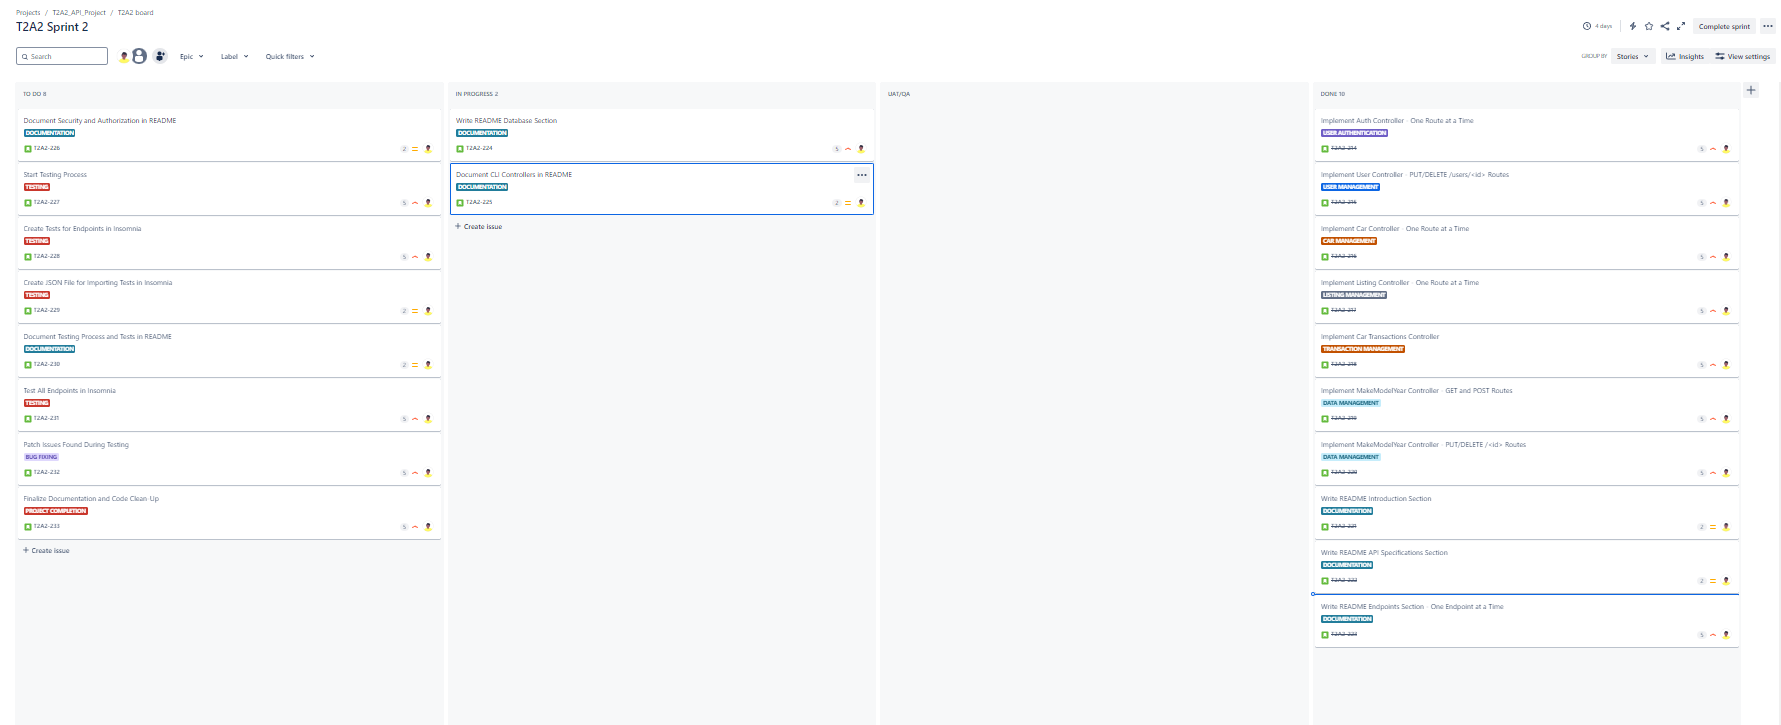 Projects / T2A2_API_Project / T2A2 board
T2A2 Sprint 2
4 days
Complete sprint
Search
Epic
Label
Quick filters
GROUP BY
Stories
Insights
View settings
TO DO 8
Document Security and Authorization in README
DOCUMENTATION
T2A2-226
2
Start Testing Process
TESTING
T2A2-227
5
Create Tests for Endpoints in Insomnia
TESTING
T2A2-228
5
Create JSON File for Importing Tests in Insomnia
TESTING
T2A2-229
2
Document Testing Process and Tests in README
DOCUMENTATION
T2A2-230
2
Test All Endpoints in Insomnia
TESTING
T2A2-231
5
Patch Issues Found During Testing
BUG FIXING
T2A2-232
5
Finalize Documentation and Code Clean-Up
PROJECT COMPLETION
T2A2-233
5
+ Create issue
IN PROGRESS 2
Write README Database Section
DOCUMENTATION
T2A2-224
5
Document CLI Controllers in README
DOCUMENTATION
T2A2-225
2
+ Create issue
UAT/QA
DONE 10
Implement Auth Controller - One Route at a Time
USER AUTHENTICATION
T2A2-214
5
Implement User Controller - PUT/DELETE /users/<id> Routes
USER MANAGEMENT
T2A2-215
5
Implement Car Controller - One Route at a Time
CAR MANAGEMENT
T2A2-216
5
Implement Listing Controller - One Route at a Time
LISTING MANAGEMENT
T2A2-217
5
Implement Car Transactions Controller
TRANSACTION MANAGEMENT
T2A2-218
5
Implement MakeModelYear Controller - GET and POST Routes
DATA MANAGEMENT
T2A2-219
5
Implement MakeModelYear Controller - PUT/DELETE /<id> Routes
DATA MANAGEMENT
T2A2-220
5
Write README Introduction Section
DOCUMENTATION
T2A2-221
2
Write README API Specifications Section
DOCUMENTATION
T2A2-222
2
Write README Endpoints Section - One Endpoint at a Time
DOCUMENTATION
T2A2-223
5